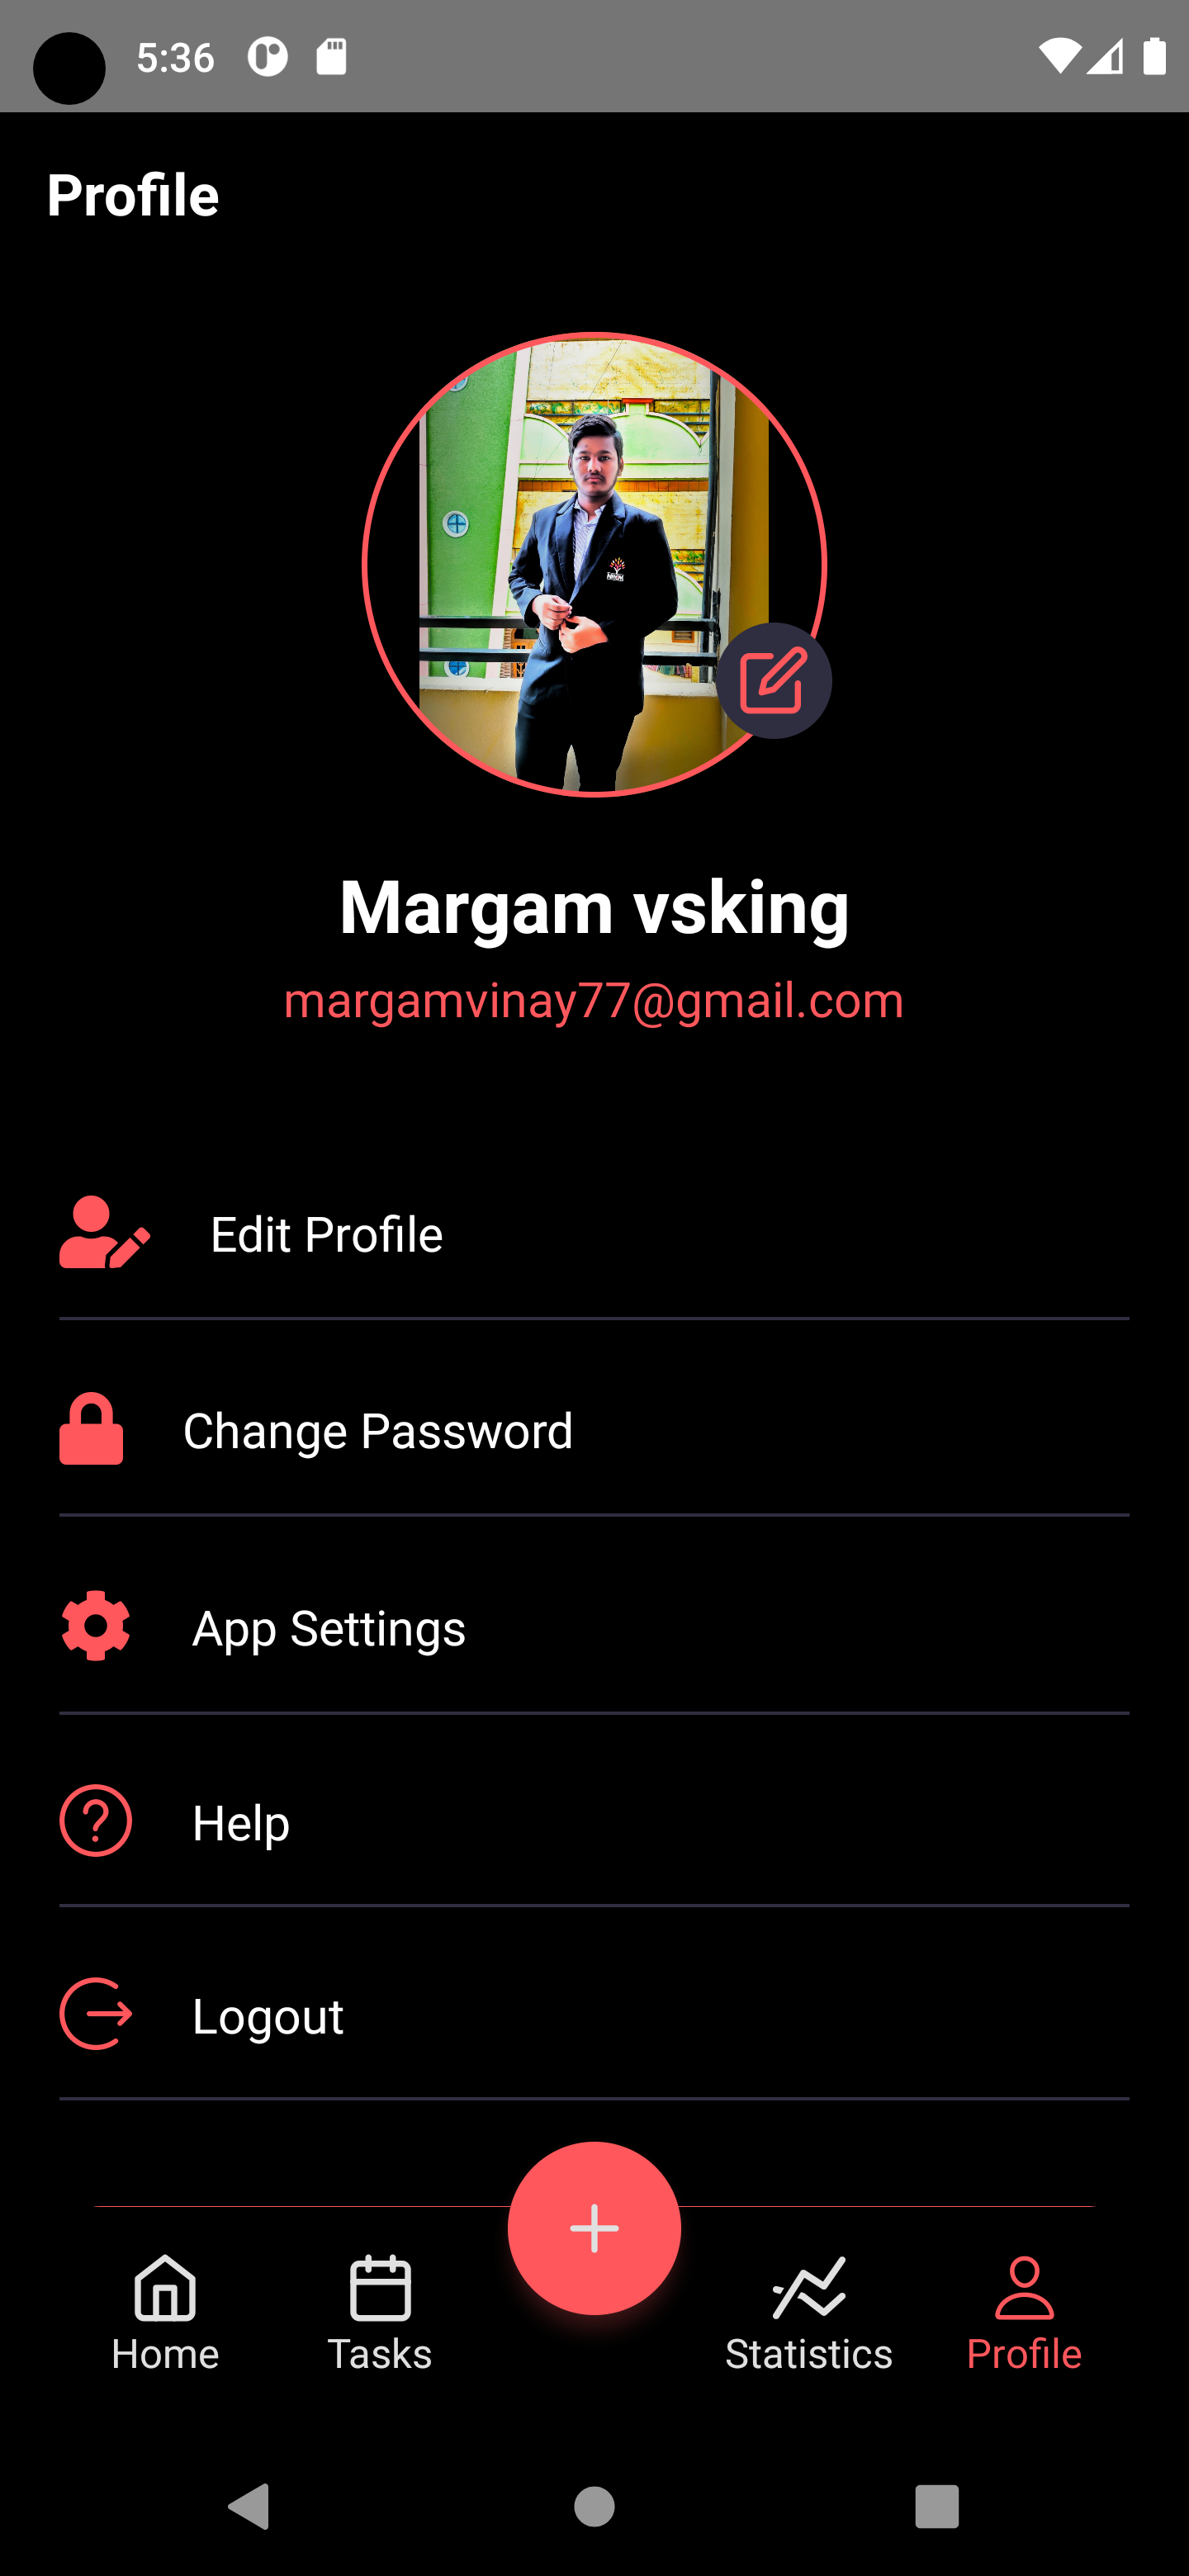 5:36
Profile
Margam vsking
margamvinay77@gmail.com
Edit Profile
Change Password
App Settings
Help
Logout
Home
Tasks
Statistics
Profile